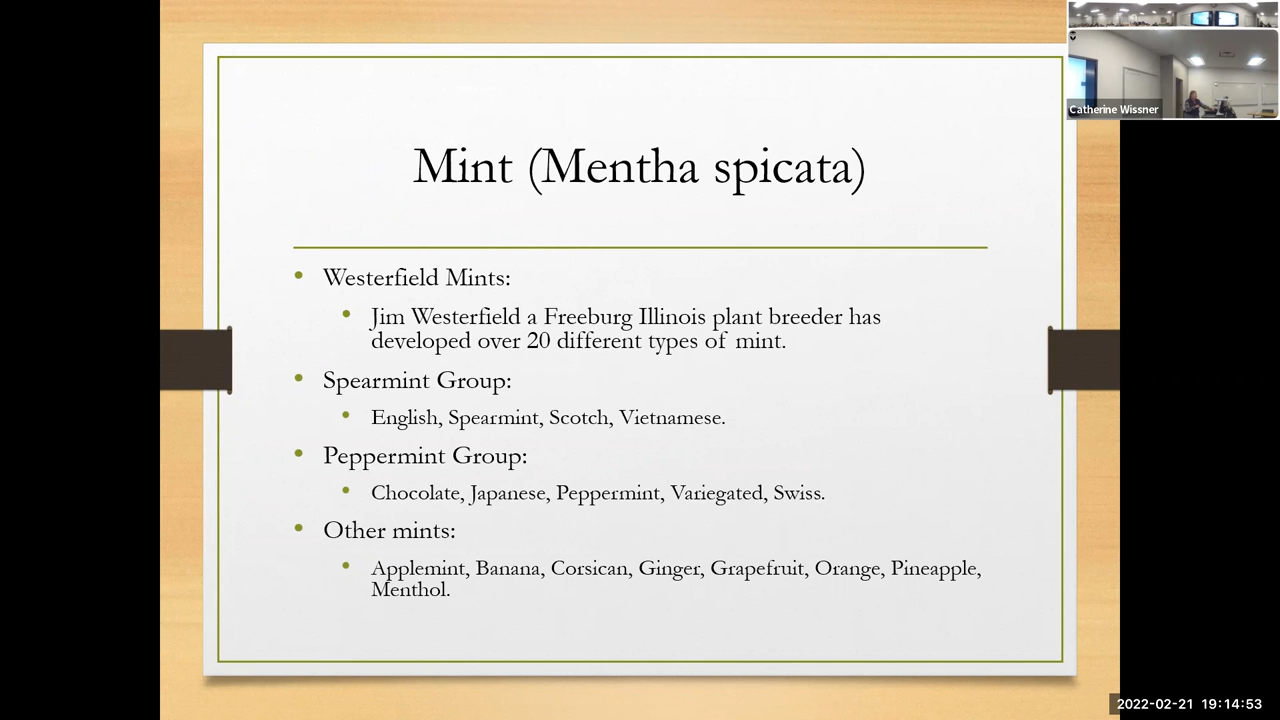 Catherine Wissner
Mint (Mentha spicata)
Westerfield Mints:
Jim Westerfield a Freeburg Illinois plant breeder has
developed over 20 different types of mint.
Spearmint Group:
English, Spearmint, Scotch, Vietnamese.
Peppermint Group:
Chocolate, Japanese, Peppermint, Variegated, Swiss.
Other mints:
Applemint, Banana, Corsican, Ginger, Grapefruit, Orange, Pineapple,
Menthol.
2022-02-21 19:14:53